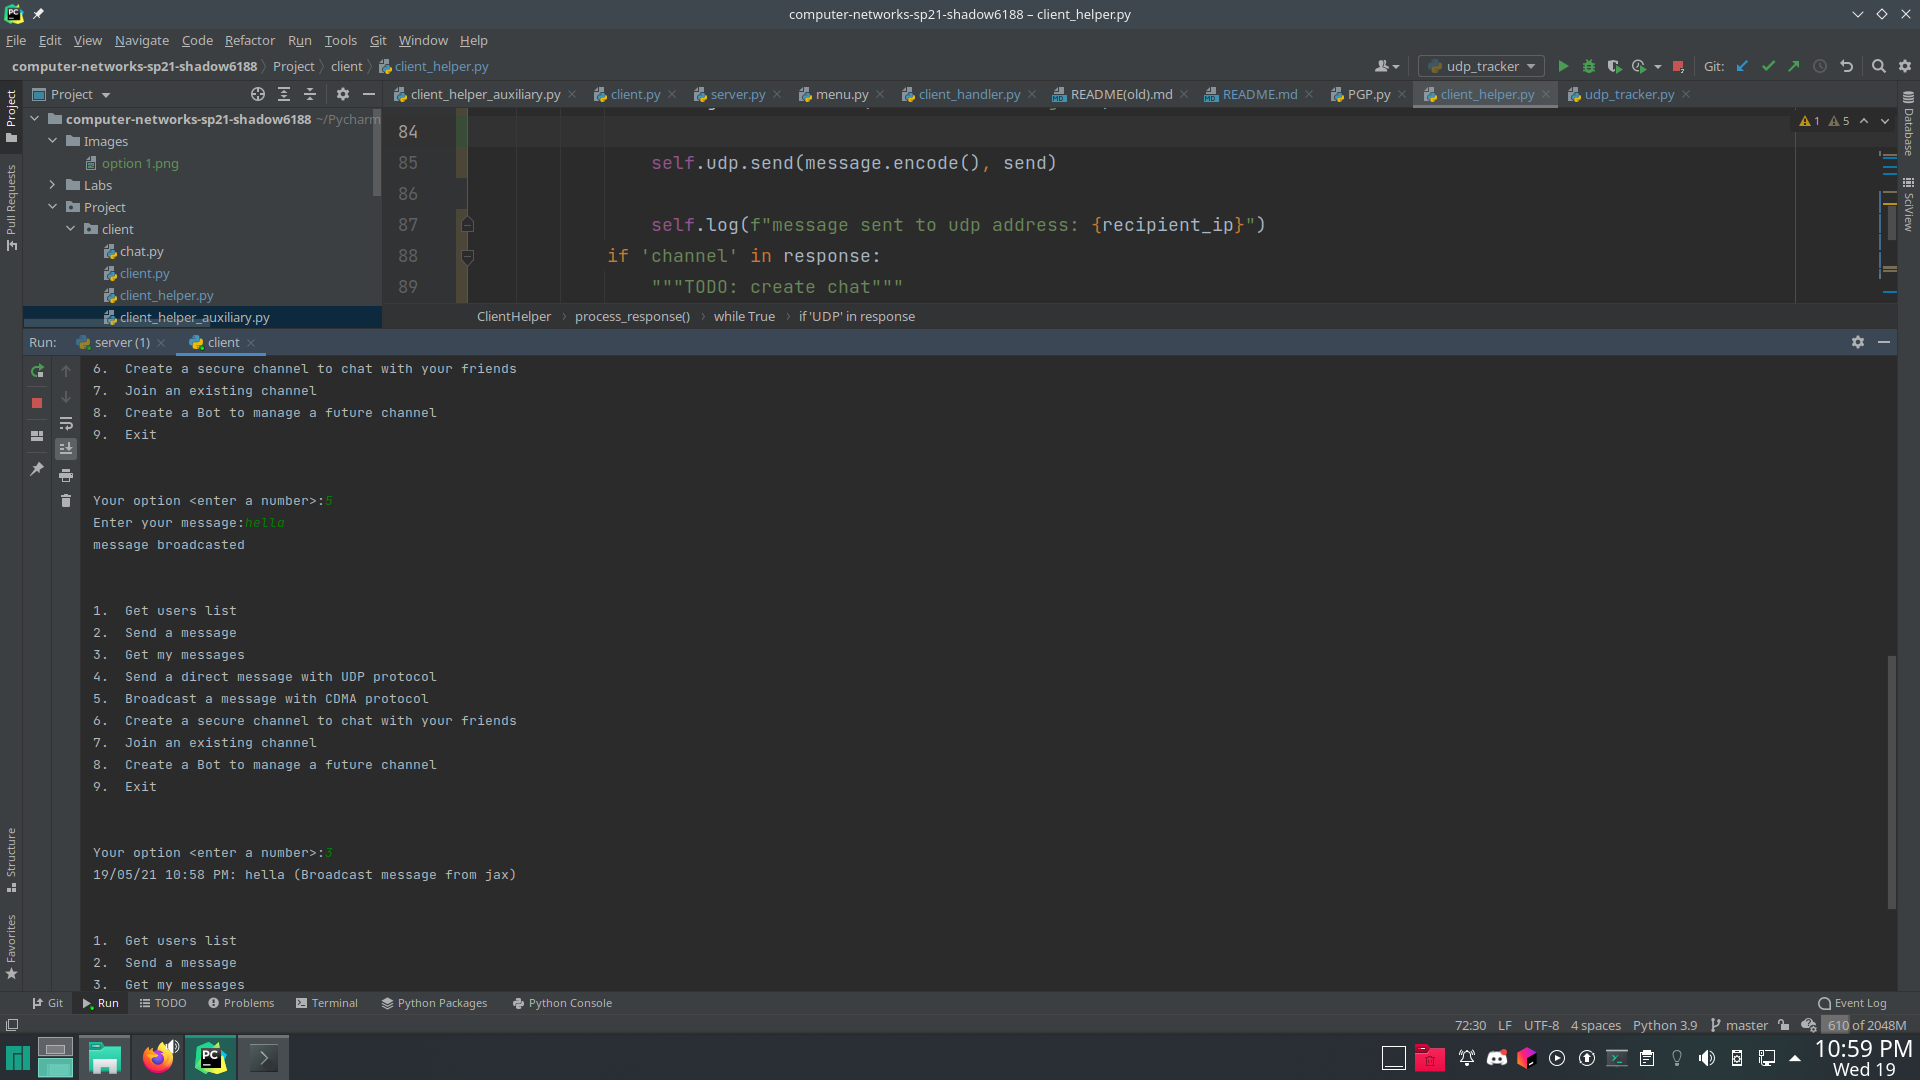 computer-networks-sp21-shadow6188 – client_helper.py
File Edit View Navigate Code Refactor Run Tools Git Window Help
computer-networks-sp21-shadow6188 Project client client_helper.py
udp_tracker
Git:
Project
client_helper_auxiliary.py
client.py
server.py
menu.py
client_handler.py
README(old).md
README.md
PGP.py
client_helper.py
udp_tracker.py
computer-networks-sp21-shadow6188 ~/Pycharm
Images
option 1.png
Labs
Project
client
chat.py
client.py
client_helper.py
client_helper_auxiliary.py
84
85 self.udp.send(message.encode(), send)
86
87 self.log(f"message sent to udp address: {recipient_ip}")
88 if 'channel' in response:
89 """TODO: create chat"""
1 5
ClientHelper process_response() while True if 'UDP' in response
Project
Pull Requests
Structure
Favorites
Database
SciView
Run: server (1) client
6. Create a secure channel to chat with your friends
7. Join an existing channel
8. Create a Bot to manage a future channel
9. Exit
Your option <enter a number>:5
Enter your message:hella
message broadcasted
1. Get users list
2. Send a message
3. Get my messages
4. Send a direct message with UDP protocol
5. Broadcast a message with CDMA protocol
6. Create a secure channel to chat with your friends
7. Join an existing channel
8. Create a Bot to manage a future channel
9. Exit
Your option <enter a number>:3
19/05/21 10:58 PM: hella (Broadcast message from jax)
1. Get users list
2. Send a message
3. Get my messages
Git Run TODO Problems Terminal Python Packages Python Console Event Log
72:30 LF UTF-8 4 spaces Python 3.9 master 610 of 2048M
PC
10:59 PM
Wed 19